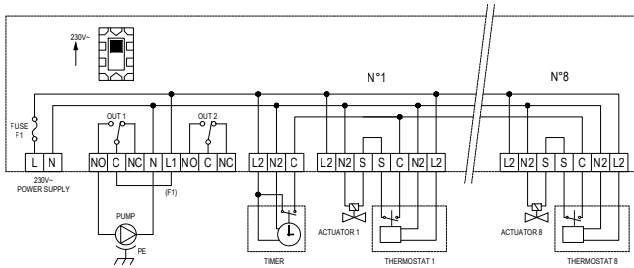 230V~
N°1
N°8
FUSE
F1
OUT 1
OUT 2
L N
NO C NC N L1 NO C NC
L2 N2 C
L2 N2 S S C N2 L2
L2 N2 S S C N2 L2
230V~
POWER SUPPLY
(F1)
PUMP
PE
TIMER
ACTUATOR 1
THERMOSTAT 1
ACTUATOR 8
THERMOSTAT 8